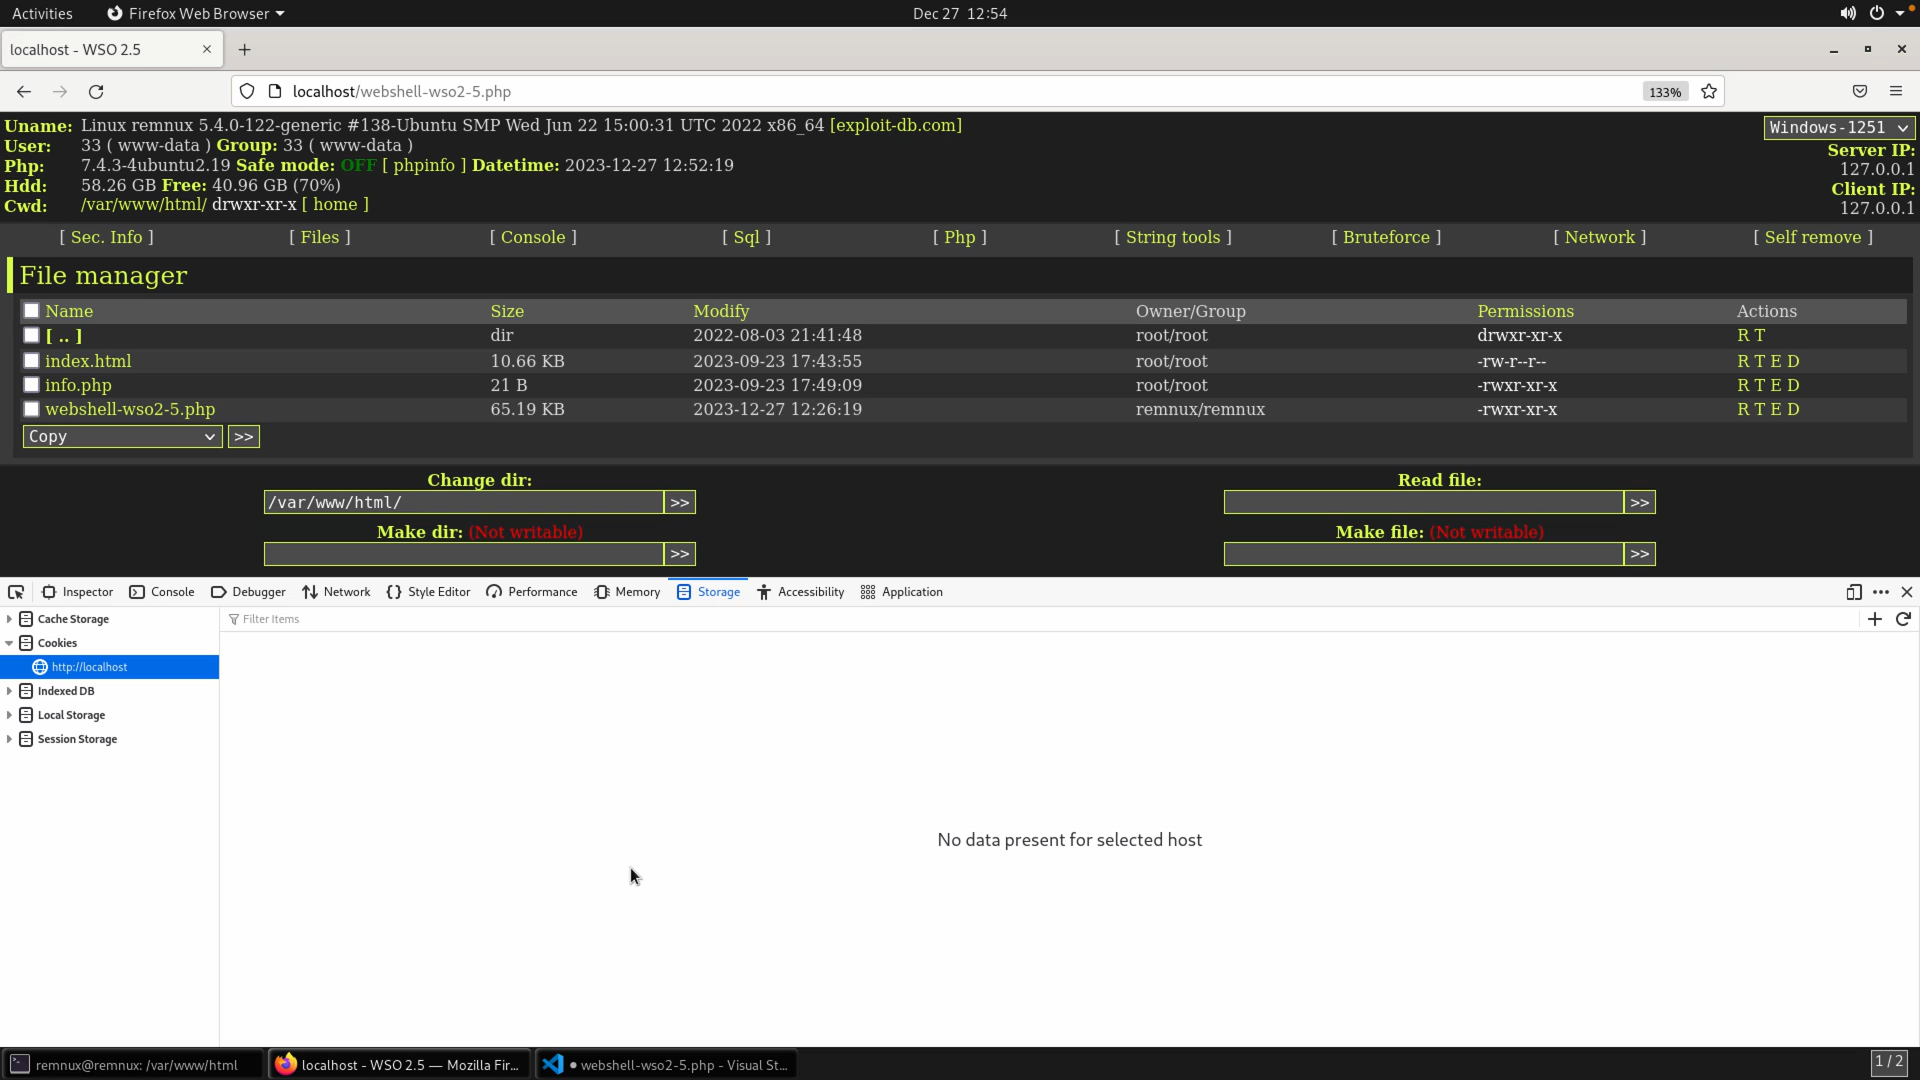 Activities Firefox Web Browser Dec 27 12:54
localhost - WSO 2.5
localhost/webshell-wso2-5.php 133%
Uname: Linux remnux 5.4.0-122-generic #138-Ubuntu SMP Wed Jun 22 15:00:31 UTC 2022 x86_64 [exploit-db.com] Windows-1251
User: 33 ( www-data ) Group: 33 ( www-data ) Server IP:
Php: 7.4.3-4ubuntu2.19 Safe mode: OFF [ phpinfo ] Datetime: 2023-12-27 12:52:19 127.0.0.1
Hdd: 58.26 GB Free: 40.96 GB (70%) Client IP:
Cwd: /var/www/html/ drwxr-xr-x [ home ] 127.0.0.1
[ Sec. Info ] [ Files ] [ Console ] [ Sql ] [ Php ] [ String tools ] [ Bruteforce ] [ Network ] [ Self remove ]
File manager
Name Size Modify Owner/Group Permissions Actions
[ .. ] dir 2022-08-03 21:41:48 root/root drwxr-xr-x R T
index.html 10.66 KB 2023-09-23 17:43:55 root/root -rw-r--r-- R T E D
info.php 21 B 2023-09-23 17:49:09 root/root -rwxr-xr-x R T E D
webshell-wso2-5.php 65.19 KB 2023-12-27 12:26:19 remnux/remnux -rwxr-xr-x R T E D
Copy >>
Change dir: Read file:
/var/www/html/ >> >>
Make dir: (Not writable) Make file: (Not writable)
>> >>
Inspector Console Debugger Network Style Editor Performance Memory Storage Accessibility Application
Cache Storage Filter Items
Cookies
http://localhost
Indexed DB
Local Storage
Session Storage
No data present for selected host
remnux@remnux: /var/www/html localhost - WSO 2.5 — Mozilla Fir... ● webshell-wso2-5.php - Visual St... 1 / 2